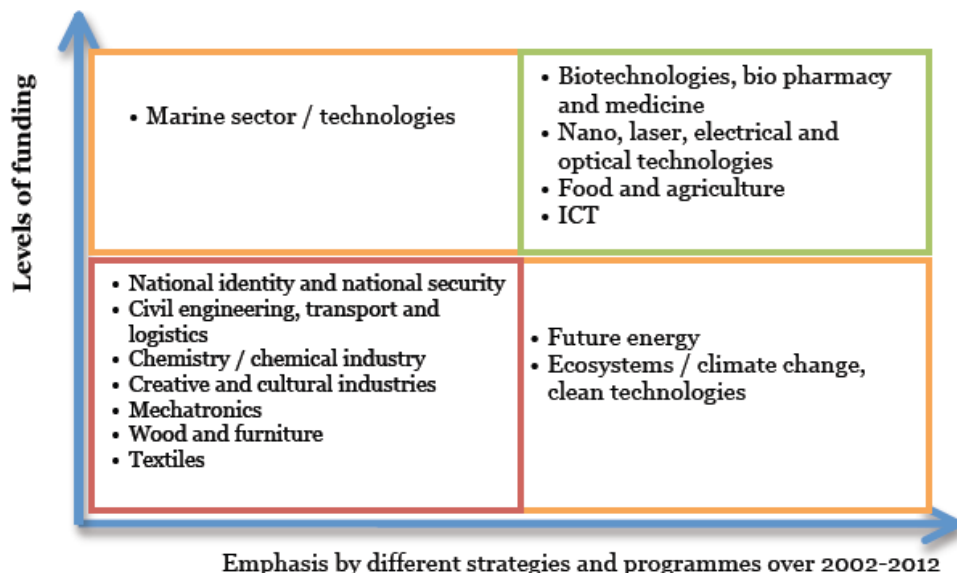 Levels of funding
• Marine sector / technologies
• Biotechnologies, bio pharmacy
and medicine
• Nano, laser, electrical and
optical technologies
• Food and agriculture
• ICT
• National identity and national security
• Civil engineering, transport and
logistics
• Chemistry / chemical industry
• Creative and cultural industries
• Mechatronics
• Wood and furniture
• Textiles
• Future energy
• Ecosystems / climate change,
clean technologies
Emphasis by different strategies and programmes over 2002-2012